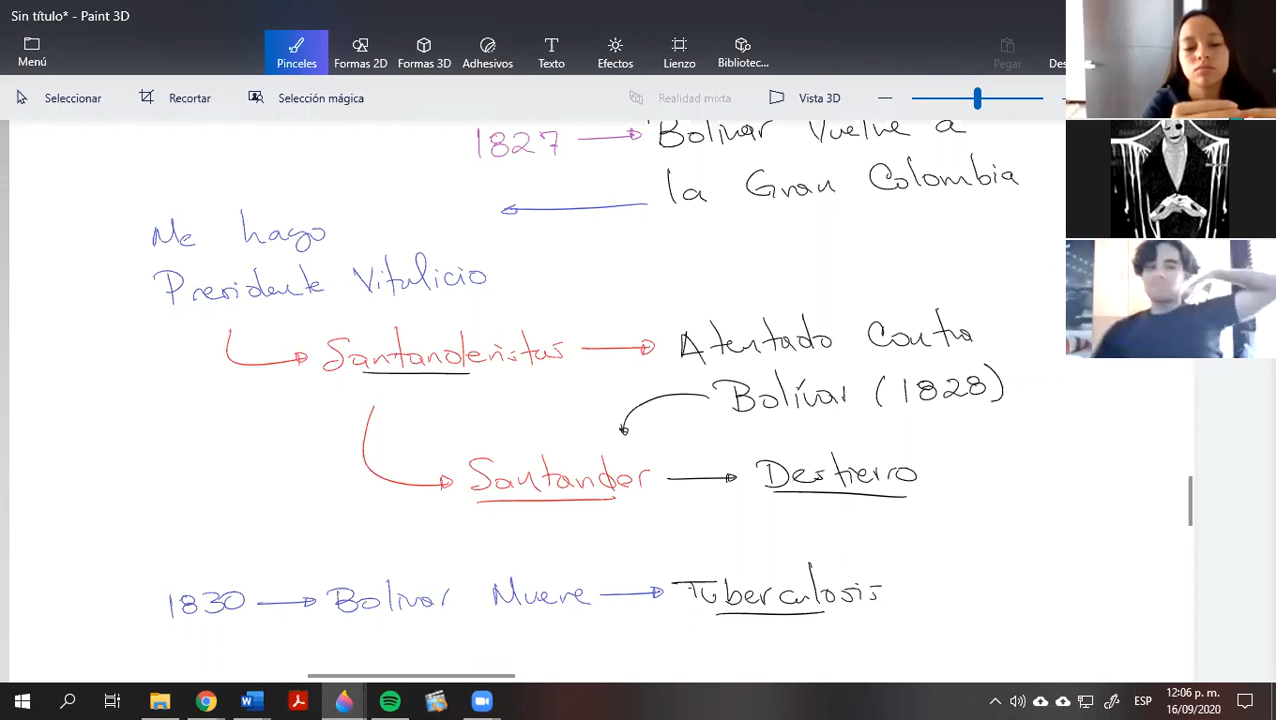 Sin título* - Paint 3D
Menú
Pinceles
Formas 2D
Formas 3D
Adhesivos
Texto
Efectos
Lienzo
Bibliotec...
Pegar
Des
Seleccionar
Recortar
Selección mágica
Realidad mixta
Vista 3D
1827 → Bolívar Vuelve a
la Gran Colombia
Me hago
Presidente Vitalicio
Santanderistas → Atentado Contra
Bolívar (1828)
Santander → Destierro
1830 → Bolívar Muere → Tuberculosis
ESP
12:06 p. m.
16/09/2020